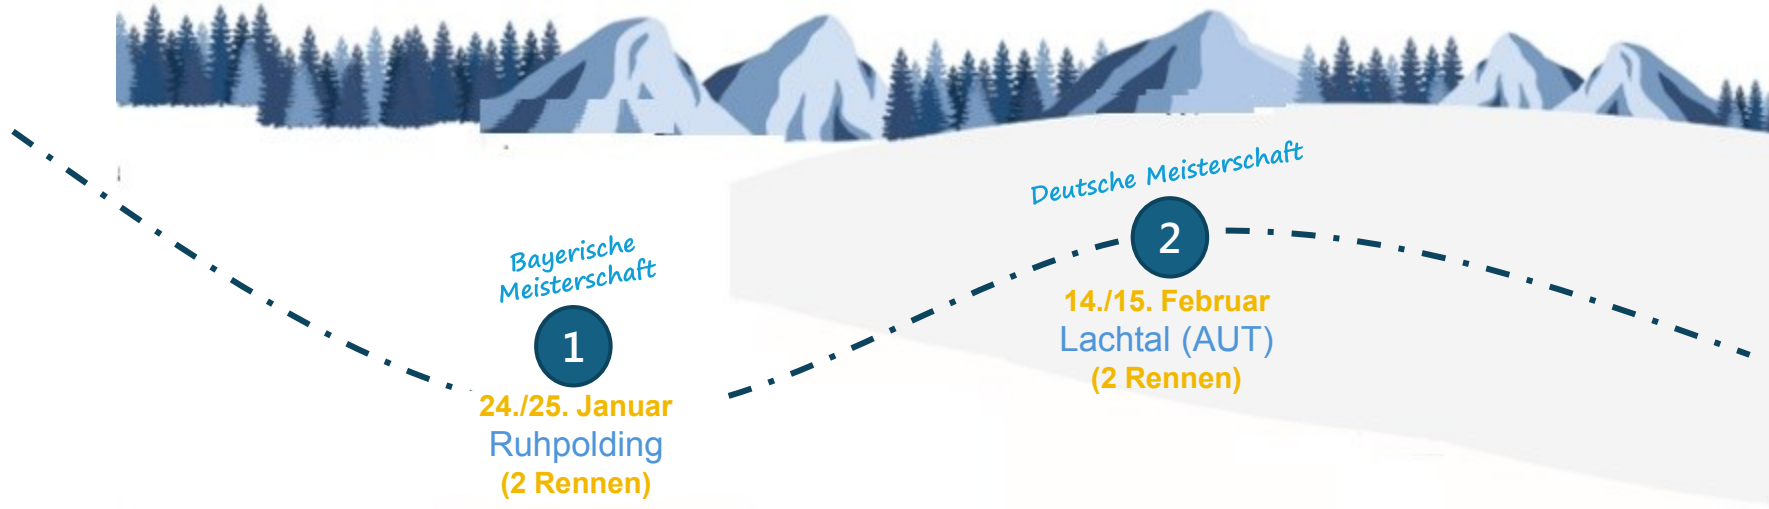 Bayerische
Meisterschaft
1
24./25. Januar
Ruhpolding
(2 Rennen)
Deutsche Meisterschaft
2
14./15. Februar
Lachtal (AUT)
(2 Rennen)